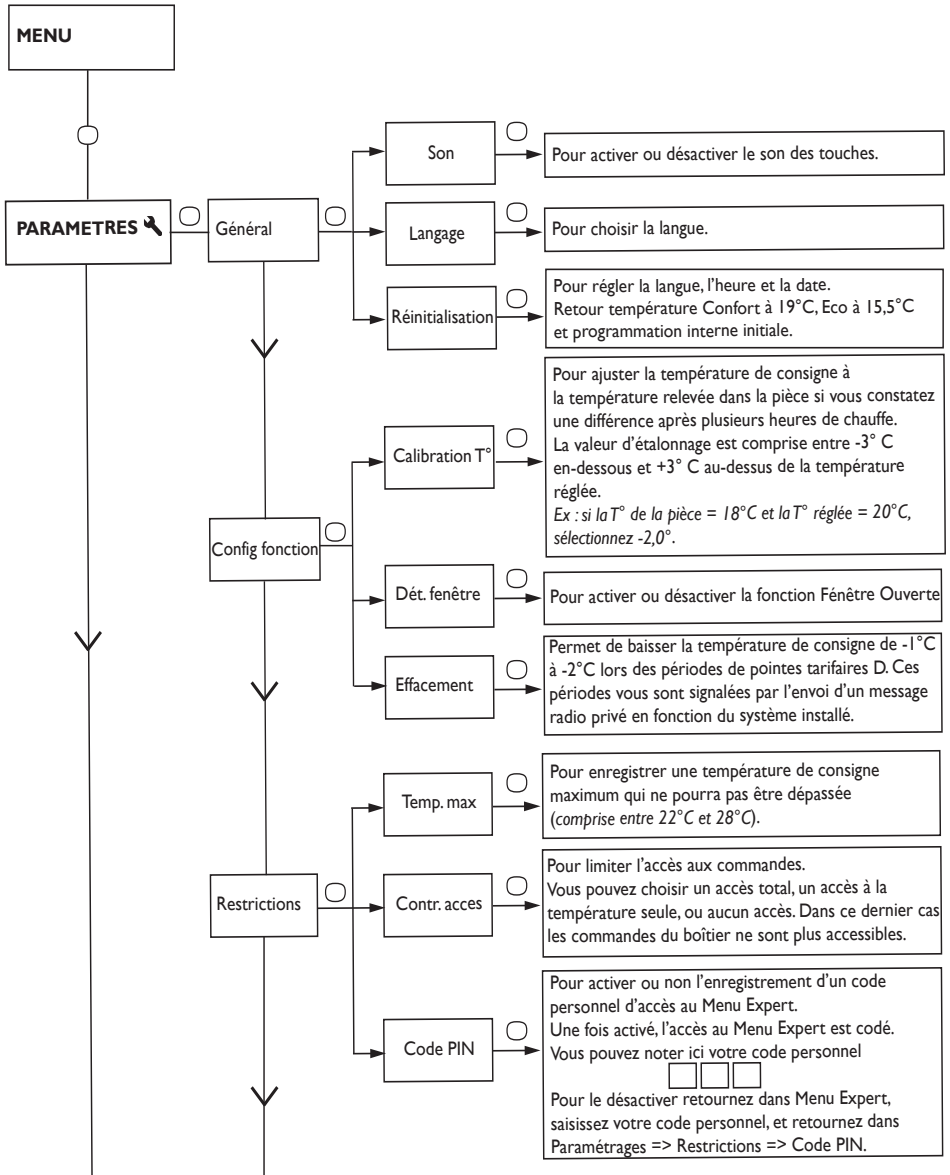 MENU
Son
Pour activer ou désactiver le son des touches.
PARAMETRES
Général
Langage
Pour choisir la langue.
Réinitialisation
Pour régler la langue, l'heure et la date.
Retour température Confort à 19°C, Eco à 15,5°C
et programmation interne initiale.
Pour ajuster la température de consigne à
la température relevée dans la pièce si vous constatez
une différence après plusieurs heures de chauffe.
La valeur d'étalonnage est comprise entre -3° C
en-dessous et +3° C au-dessus de la température
réglée.
Ex : si la T° de la pièce = 18°C et la T° réglée = 20°C,
sélectionnez -2,0°.
Calibration T°
Config fonction
Dét. fenêtre
Pour activer ou désactiver la fonction Fénêtre Ouverte
Effacement
Permet de baisser la température de consigne de -1°C
à -2°C lors des périodes de pointes tarifaires D. Ces
périodes vous sont signalées par l'envoi d'un message
radio privé en fonction du système installé.
Temp. max
Pour enregistrer une température de consigne
maximum qui ne pourra pas être dépassée
(comprise entre 22°C et 28°C).
Restrictions
Contr. acces
Pour limiter l'accès aux commandes.
Vous pouvez choisir un accès total, un accès à la
température seule, ou aucun accès. Dans ce dernier cas
les commandes du boîtier ne sont plus accessibles.
Code PIN
Pour activer ou non l'enregistrement d'un code
personnel d'accès au Menu Expert.
Une fois activé, l'accès au Menu Expert est codé.
Vous pouvez noter ici votre code personnel
Pour le désactiver retournez dans Menu Expert,
saisissez votre code personnel, et retournez dans
Paramétrages => Restrictions => Code PIN.